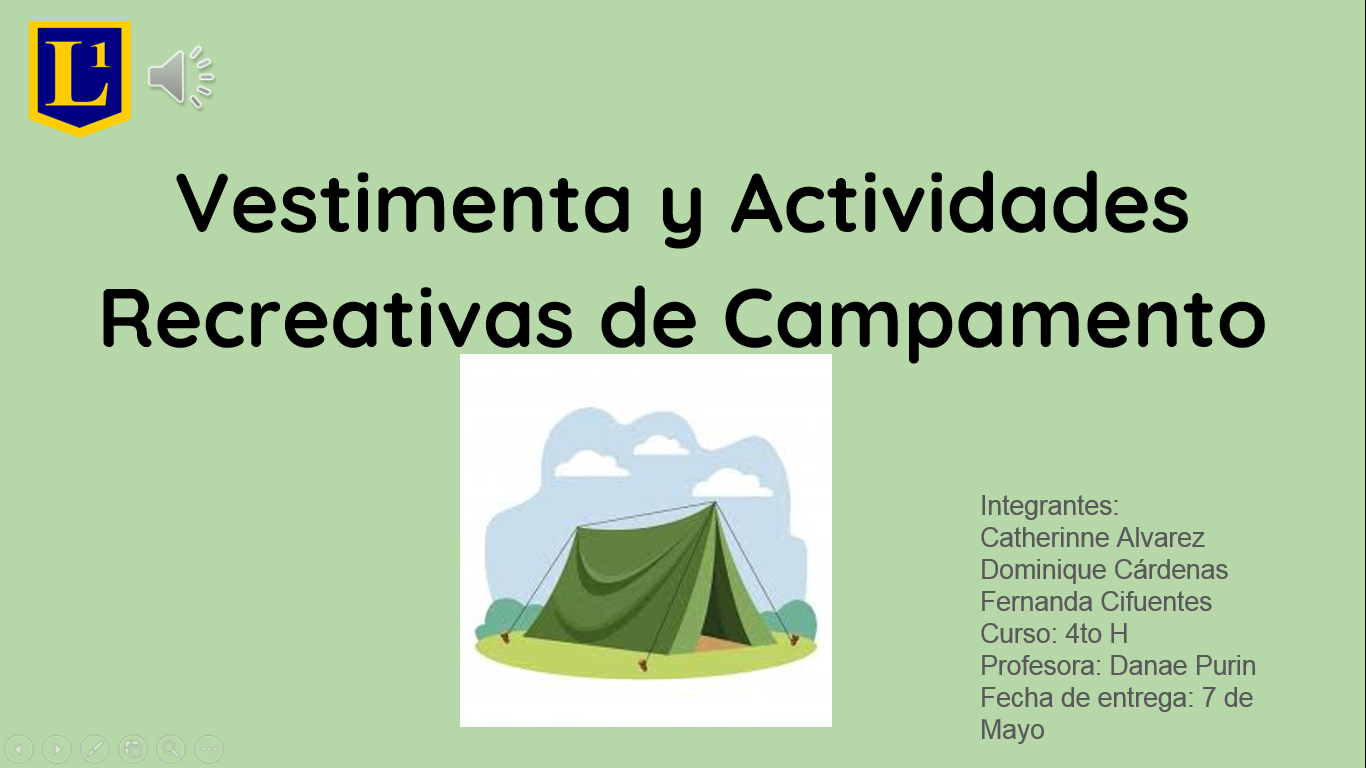 L1
Vestimenta y Actividades
Recreativas de Campamento
Integrantes:
Catherinne Alvarez
Dominique Cárdenas
Fernanda Cifuentes
Curso: 4to H
Profesora: Danae Purin
Fecha de entrega: 7 de
Mayo